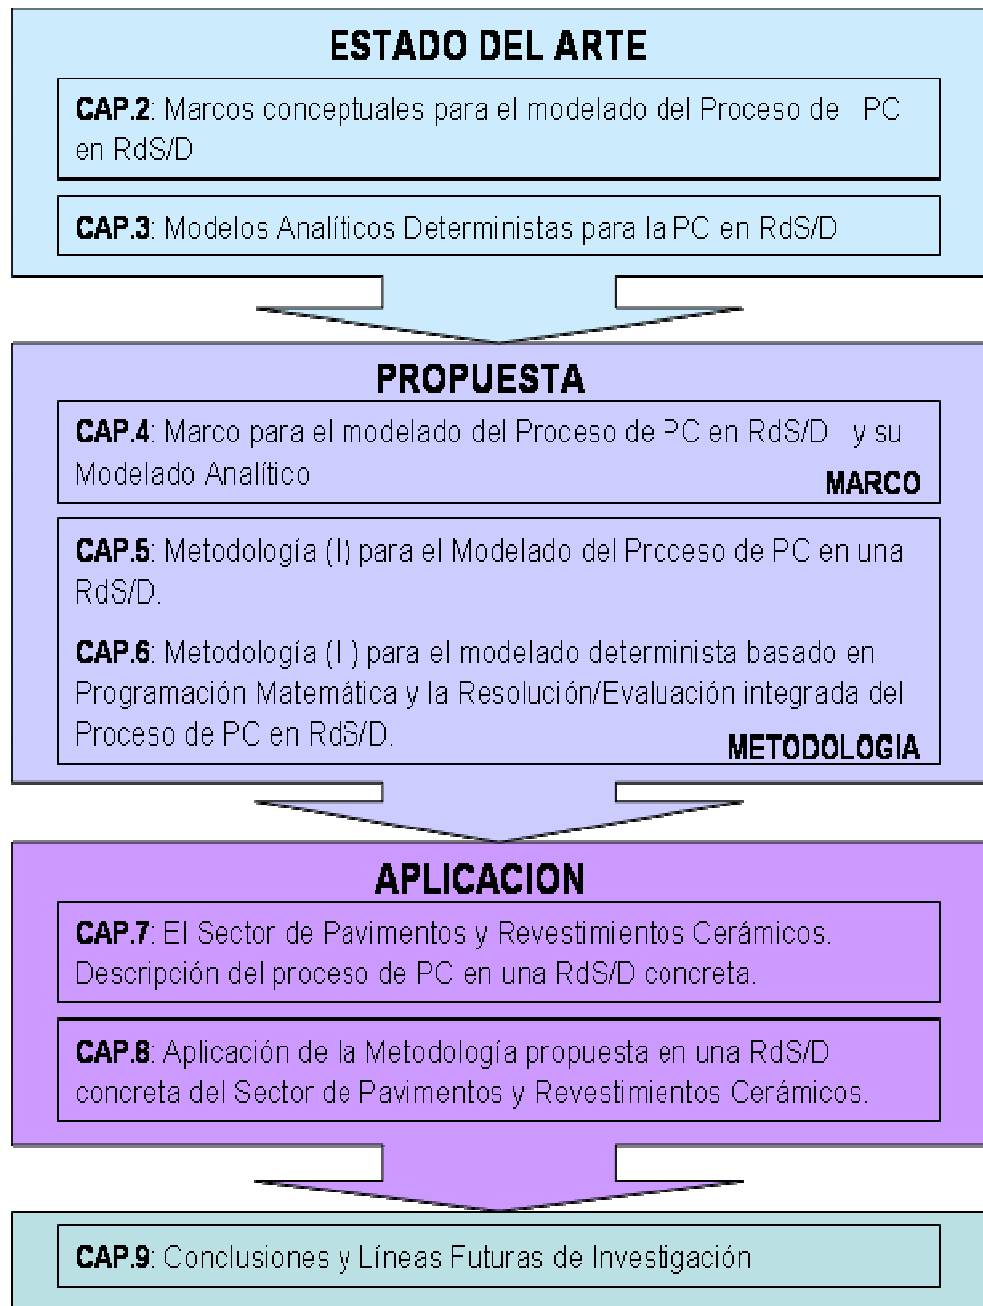 ESTADO DEL ARTE
CAP.2: Marcos conceptuales para el modelado del Proceso de PC
en RdS/D
CAP.3: Modelos Analíticos Deterministas para la PC en RdS/D
PROPUESTA
CAP.4: Marco para el modelado del Proceso de PC en RdS/D y su
Modelado Analítico
MARCO
CAP.5: Metodología (I) para el Modelado del Proceso de PC en una
RdS/D.
CAP.6: Metodología (II) para el modelado determinista basado en
Programación Matemática y la Resolución/Evaluación integrada del
Proceso de PC en RdS/D.
METODOLOGIA
APLICACION
CAP.7: El Sector de Pavimentos y Revestimientos Cerámicos.
Descripción del proceso de PC en una RdS/D concreta.
CAP.8: Aplicación de la Metodología propuesta en una RdS/D
concreta del Sector de Pavimentos y Revestimientos Cerámicos.
CAP.9: Conclusiones y Líneas Futuras de Investigación